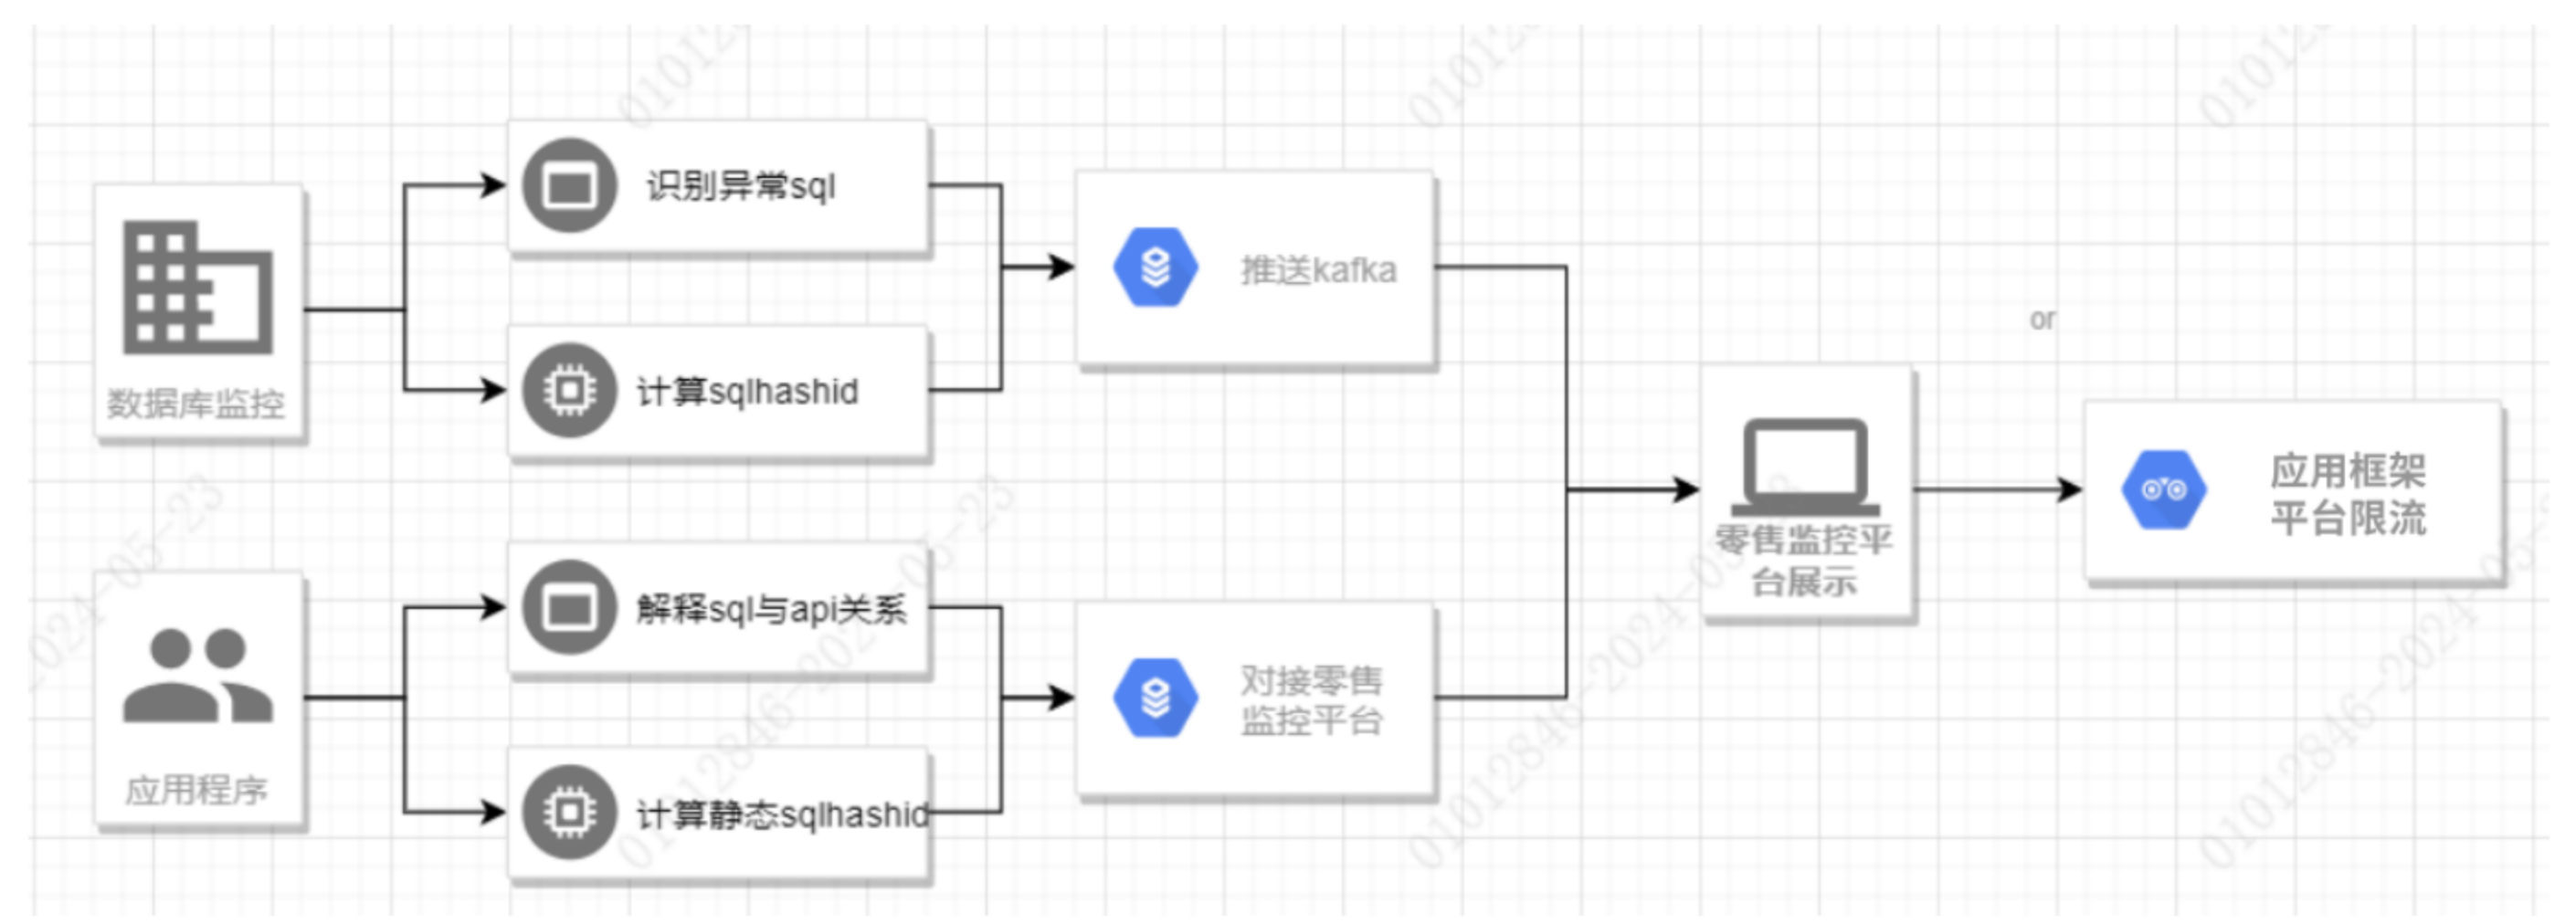 识别异常sql
计算sqlhashid
数据库监控
推送kafka
or
应用框架
平台限流
零售监控平
台展示
解释sql与api关系
计算静态sqlhashid
应用程序
对接零售
监控平台
01012846-2024-05-23